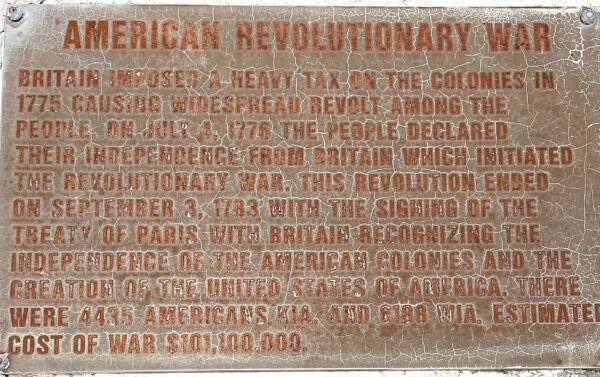 AMERICAN REVOLUTIONARY WAR
BRITAIN IMPOSED A HEAVY TAX ON THE COLONIES IN
1775 CAUSING WIDESPREAD REVOLT AMONG THE
PEOPLE. ON JULY 4, 1776 THE PEOPLE DECLARED
THEIR INDEPENDENCE FROM BRITAIN WHICH INITIATED
THE REVOLUTIONARY WAR. THIS REVOLUTION ENDED
ON SEPTEMBER 3, 1783 WITH THE SIGNING OF THE
TREATY OF PARIS WITH BRITAIN RECOGNIZING THE
INDEPENDENCE OF THE AMERICAN COLONIES AND THE
CREATION OF THE UNITED STATES OF AMERICA. THERE
WERE 4435 AMERICANS KIA, AND 6188 WIA. ESTIMATED
COST OF WAR $101,100,000.